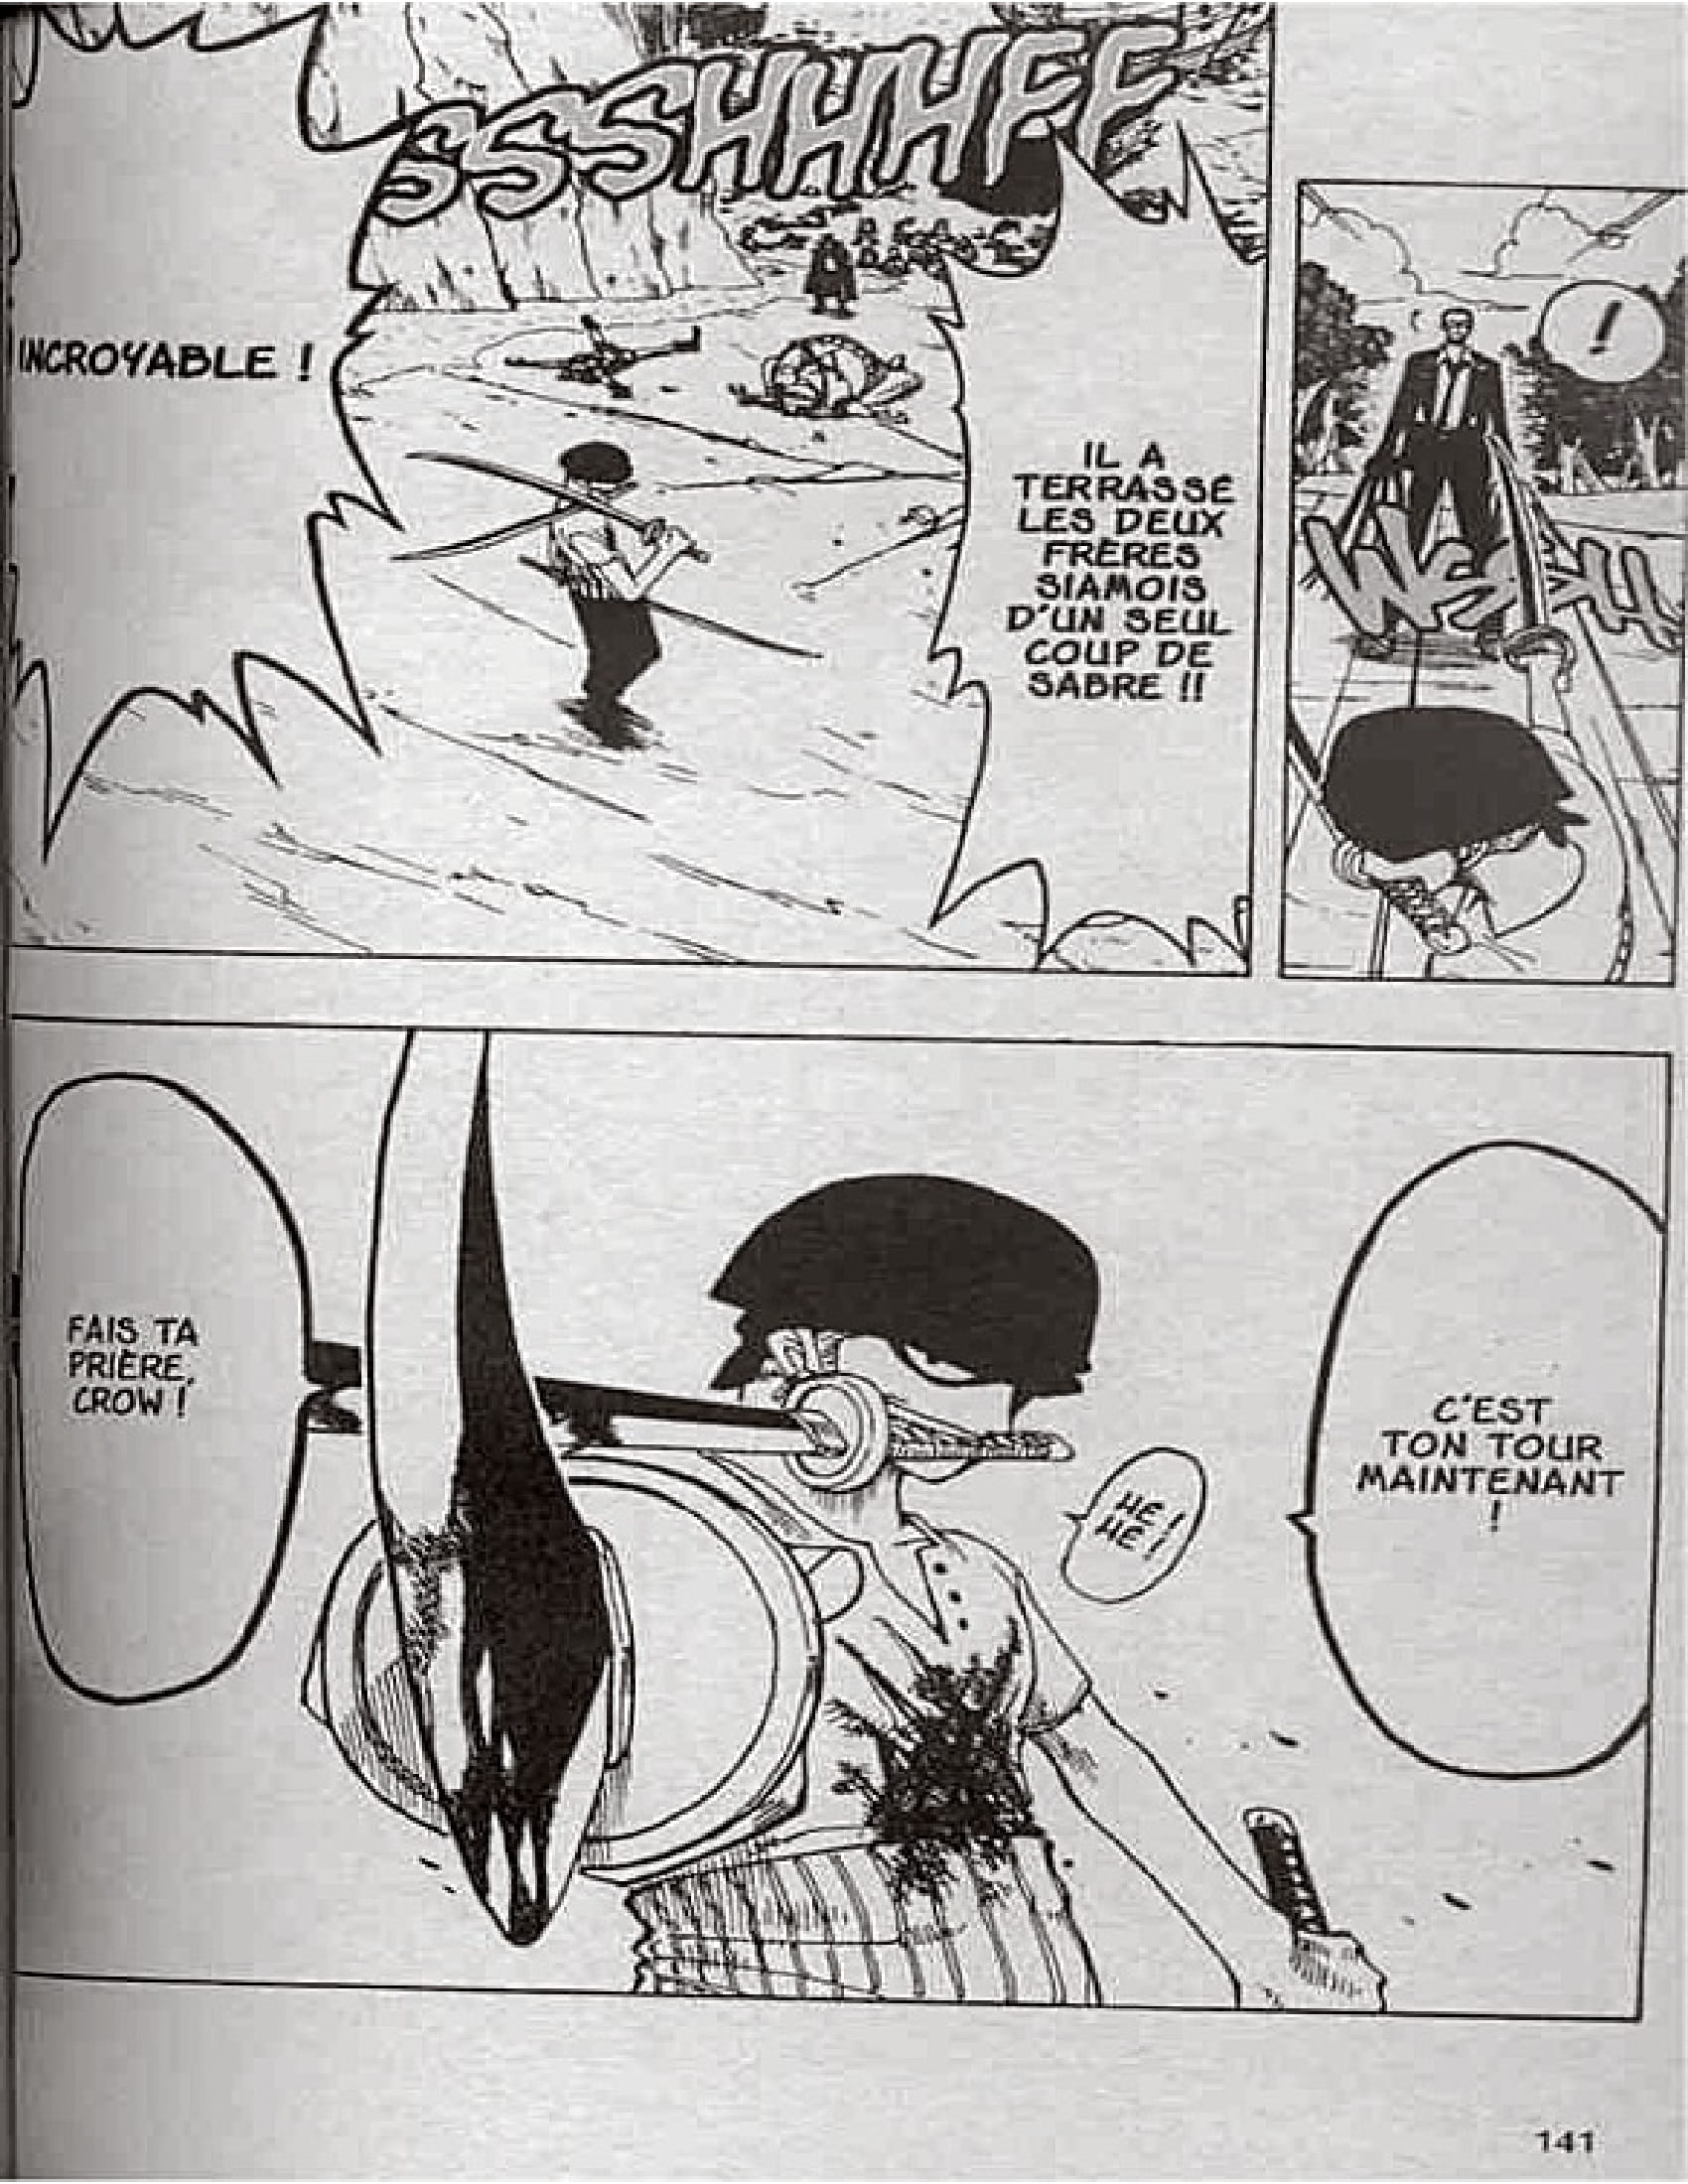 !
WSSHH
SSSHHHFF
IL A
TERRASSÉ
LES DEUX
FRÈRES
SIAMOIS
D'UN SEUL
COUP DE
SABRE !!
INCROYABLE !
C'EST
TON TOUR
MAINTENANT
!
HE !
HE !
FAIS TA
PRIÈRE,
CROW !
141